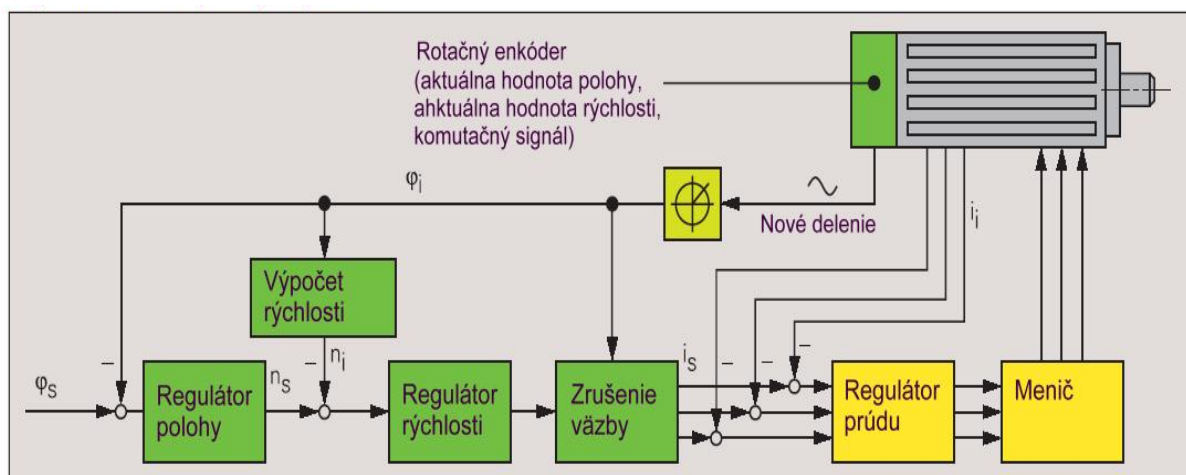 Rotačný enkóder
(aktuálna hodnota polohy,
ahktuálna hodnota rýchlosti,
komutačný signál)
φi
Nové delenie
ii
Výpočet
rýchlosti
ni
is
φs
ns
Regulátor
polohy
Regulátor
rýchlosti
Zrušenie
väzby
Regulátor
prúdu
Menič